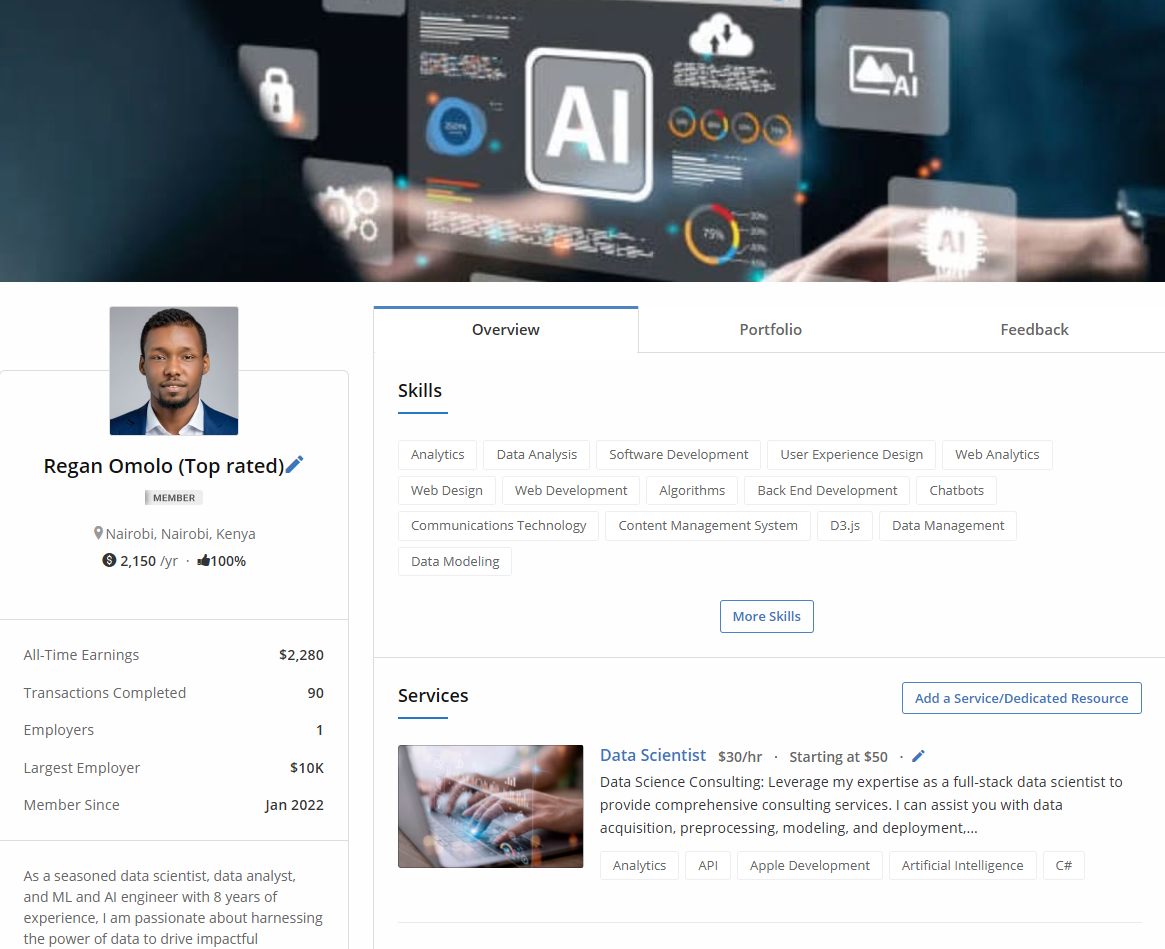 AI
AI
AI
75%
Regan Omolo (Top rated)
MEMBER
Nairobi, Nairobi, Kenya
2,150 /yr · 100%
All-Time Earnings $2,280
Transactions Completed 90
Employers 1
Largest Employer $10K
Member Since Jan 2022
As a seasoned data scientist, data analyst,
and ML and AI engineer with 8 years of
experience, I am passionate about harnessing
the power of data to drive impactful
Overview Portfolio Feedback
Skills
Analytics Data Analysis Software Development User Experience Design Web Analytics
Web Design Web Development Algorithms Back End Development Chatbots
Communications Technology Content Management System D3.js Data Management
Data Modeling
More Skills
Services
Add a Service/Dedicated Resource
Data Scientist $30/hr · Starting at $50 ·
Data Science Consulting: Leverage my expertise as a full-stack data scientist to
provide comprehensive consulting services. I can assist you with data
acquisition, preprocessing, modeling, and deployment,...
Analytics API Apple Development Artificial Intelligence C#